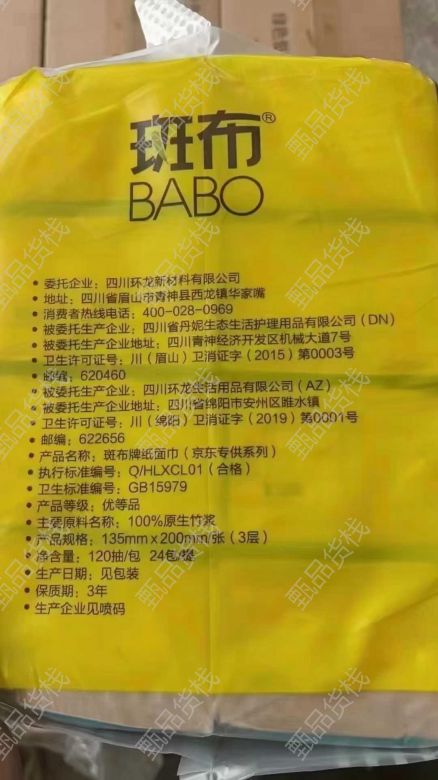 斑布®
BABO
委托企业：四川环龙新材料有限公司
地址：四川省眉山市青神县西龙镇华家嘴
消费者热线电话：400-028-0969
被委托生产企业：四川省丹妮生态生活护理用品有限公司（DN）
被委托生产企业地址：四川青神经济开发区机械大道7号
卫生许可证号：川（眉山）卫消证字（2015）第0003号
邮编：620460
被委托生产企业：四川环龙生活用品有限公司（AZ）
被委托生产企业地址：四川省绵阳市安州区睢水镇
卫生许可证号：川（绵阳）卫消证字（2019）第0001号
邮编：622656
产品名称：斑布牌纸面巾（京东专供系列）
执行标准编号：Q/HLXCL01（合格）
卫生标准编号：GB15979
产品等级：优等品
主要原料名称：100%原生竹浆
产品规格：135mm x 200mm/张（3层）
净含量：120抽/包 24包/提
生产日期：见包装
保质期：3年
生产企业见喷码
甄品货栈